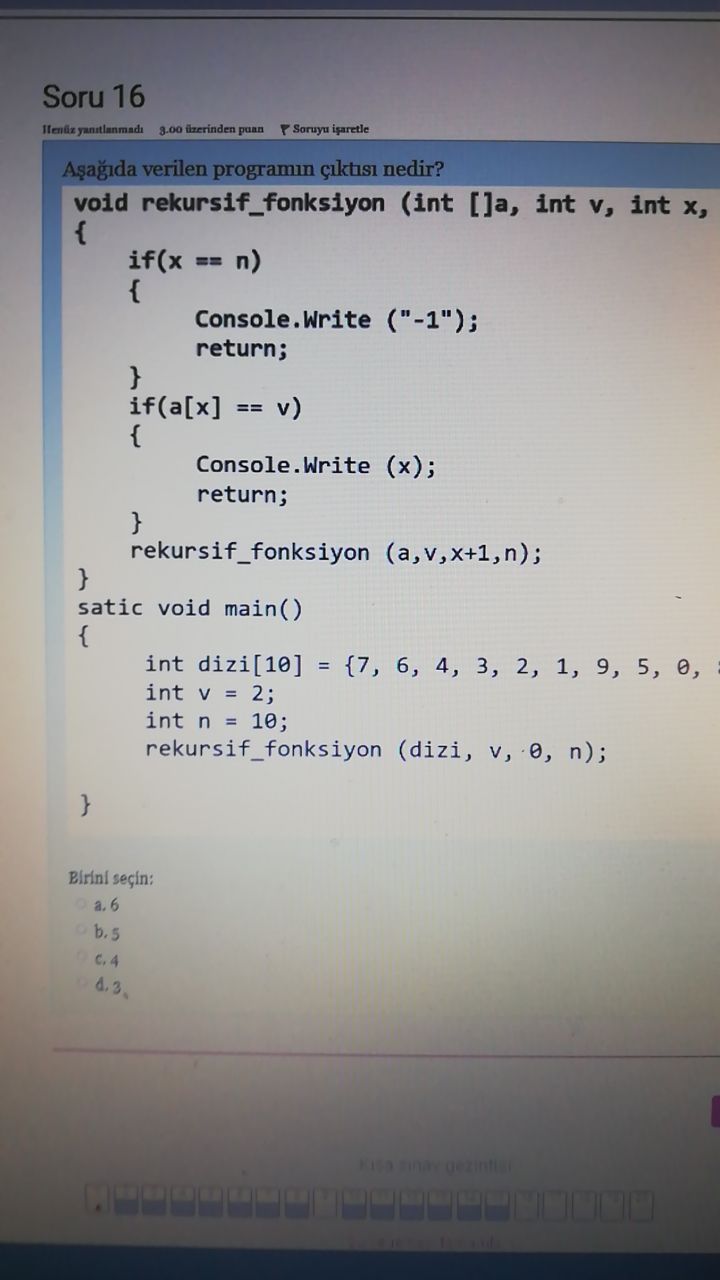 Soru 16
Henüz yanıtlanmadı 3.00 üzerinden puan Soruyu işaretle
Aşağıda verilen programın çıktısı nedir?
void rekursif_fonksiyon (int []a, int v, int x,
{
if(x == n)
{
Console.Write ("-1");
return;
}
if(a[x] == v)
{
Console.Write (x);
return;
}
rekursif_fonksiyon (a,v,x+1,n);
}
satic void main()
{
int dizi[10] = {7, 6, 4, 3, 2, 1, 9, 5, 0,
int v = 2;
int n = 10;
rekursif_fonksiyon (dizi, v, 0, n);
}
Birini seçin:
a. 6
b. 5
c. 4
d. 3
Kısa sınav gezintisi